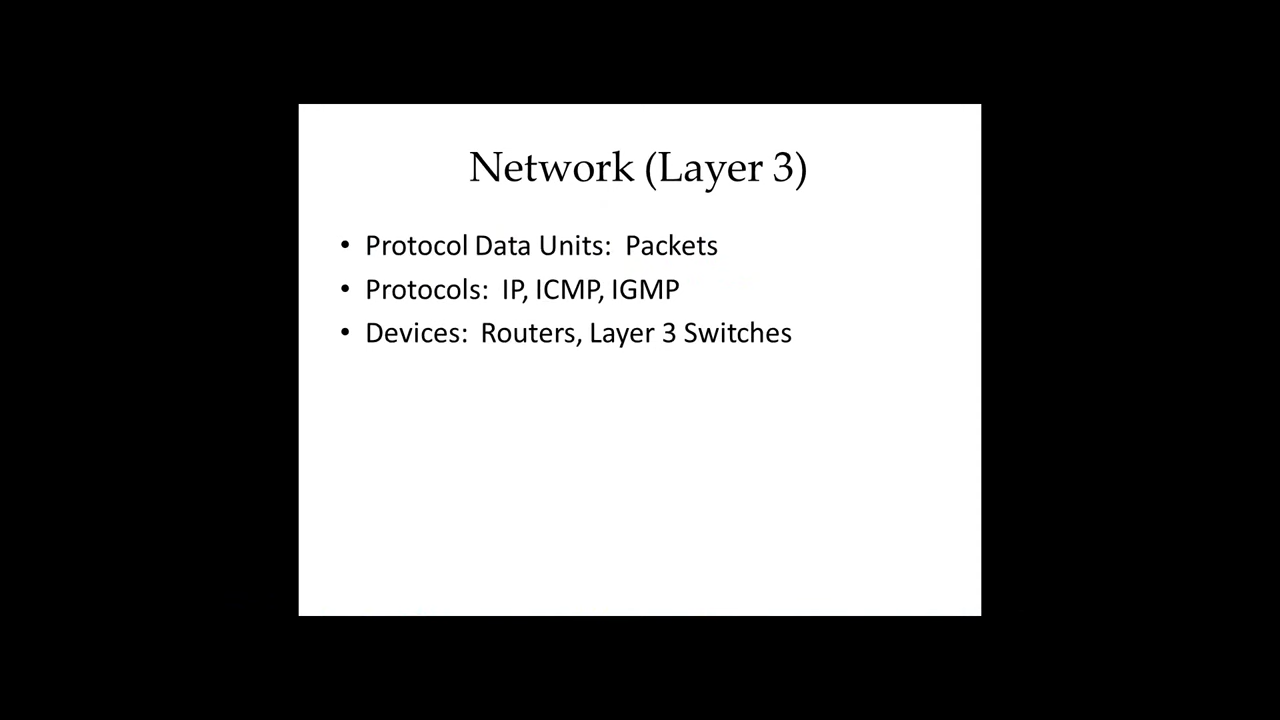 Network (Layer 3)
• Protocol Data Units:  Packets
• Protocols:  IP, ICMP, IGMP
• Devices:  Routers, Layer 3 Switches